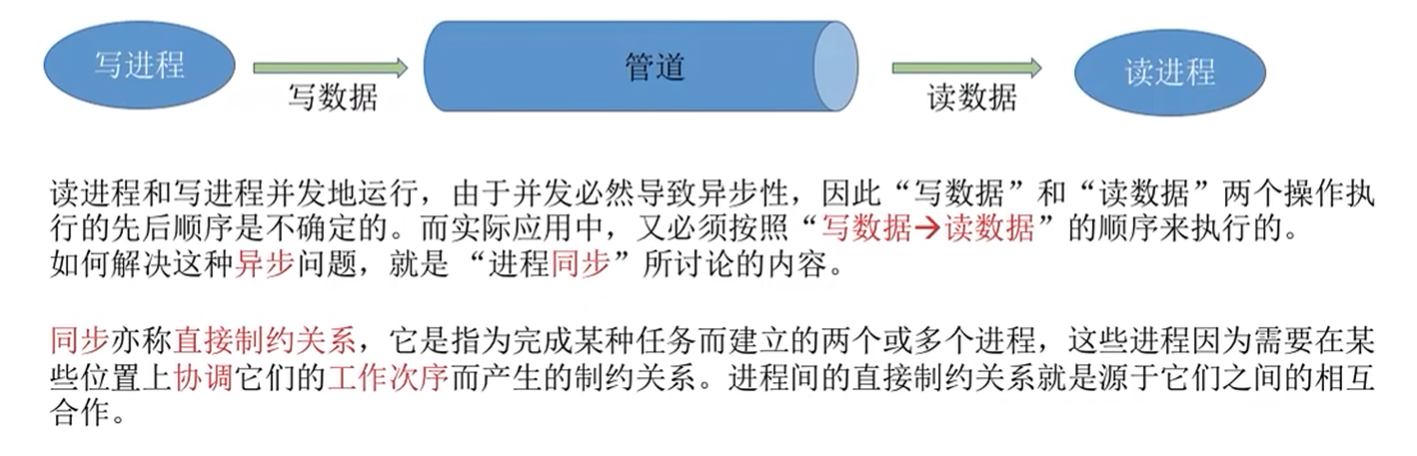 写进程
写数据
管道
读数据
读进程
读进程和写进程并发地运行，由于并发必然导致异步性，因此“写数据”和“读数据”两个操作执
行的先后顺序是不确定的。而实际应用中，又必须按照“写数据→读数据”的顺序来执行的。
如何解决这种异步问题，就是 “进程同步”所讨论的内容。
同步亦称直接制约关系，它是指为完成某种任务而建立的两个或多个进程，这些进程因为需要在某
些位置上协调它们的工作次序而产生的制约关系。进程间的直接制约关系就是源于它们之间的相互
合作。